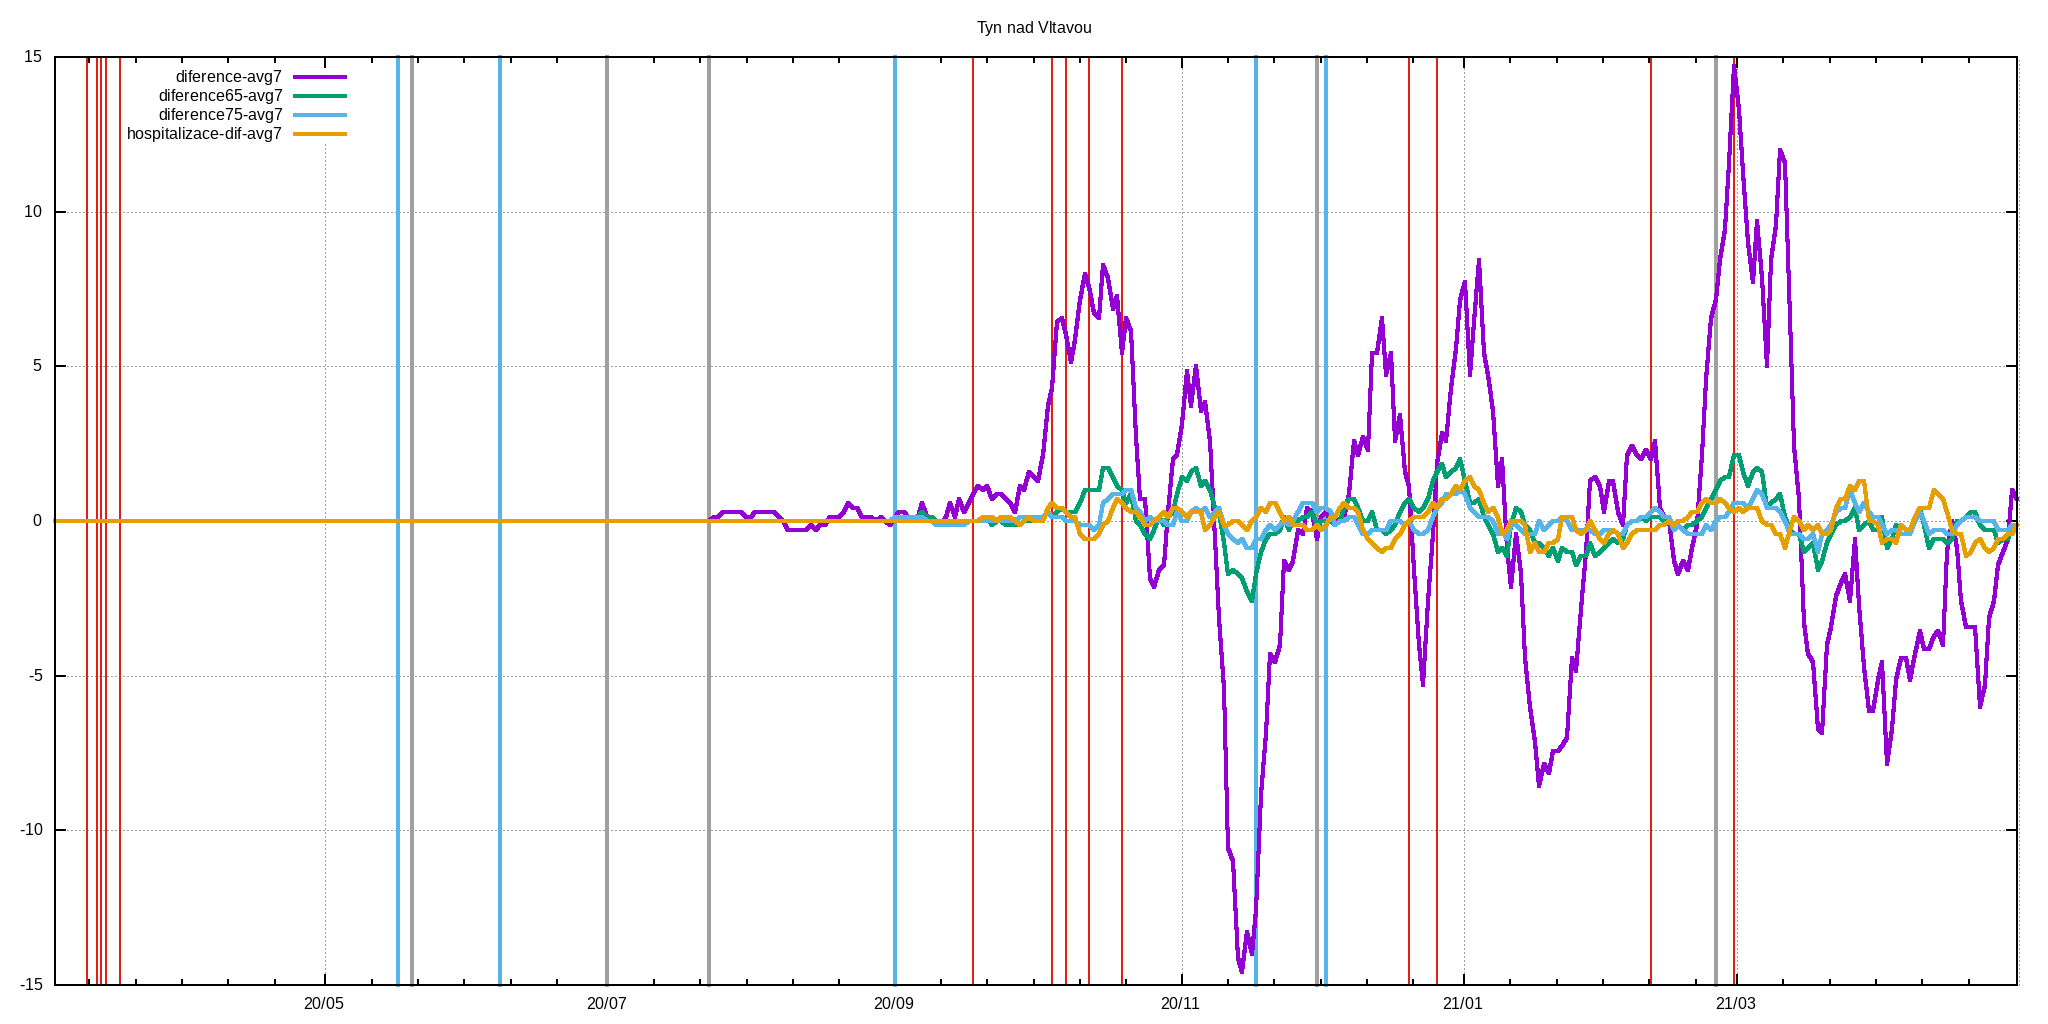 Tyn nad Vltavou
diference-avg7
diference65-avg7
diference75-avg7
hospitalizace-dif-avg7
15
10
5
0
-5
-10
-15
20/05 20/07 20/09 20/11 21/01 21/03